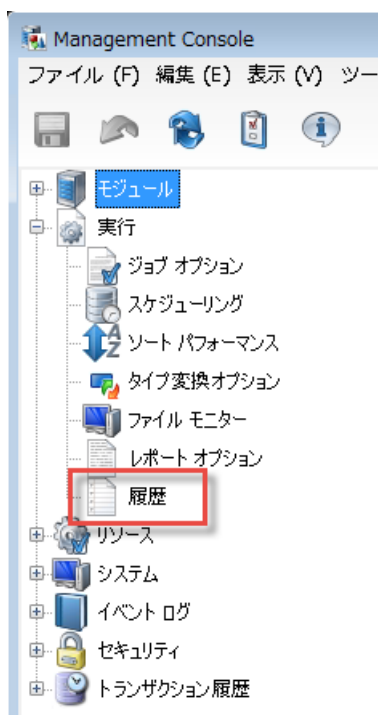 Management Console
ファイル (F) 編集 (E) 表示 (V) ツー
モジュール
実行
ジョブ オプション
スケジューリング
ソート パフォーマンス
タイプ変換オプション
ファイル モニター
レポート オプション
履歴
リソース
システム
イベント ログ
セキュリティ
トランザクション履歴